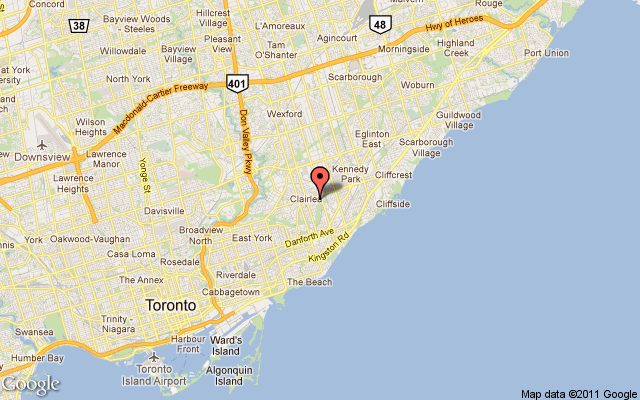 Concord
38
Bayview Woods -
Steeles
Hillcrest
Village
L'Amoreaux
48
Malvern
Rouge
Hwy of Heroes
Highland
Creek
Port Union
Willowdale
Bayview
Village
Pleasant
View
Tam
O'Shanter
Agincourt
Morningside
at York
ersity
Hts
North York
401
Scarborough
Woburn
Macdonald-Cartier Freeway
Wilson
Heights
Don Valley Pkwy
Wexford
Guildwood
Village
Eglinton
East
Scarborough
Village
Downsview
Lawrence
Manor
Yonge St
Kennedy
Park
Cliffcrest
Lawrence
Heights
Clairlea
Cliffside
Davisville
Broadview
North
East York
Danforth Ave
Kingston Rd
Oakwood-Vaughan
Casa Loma
Rosedale
The Annex
Riverdale
Cabbagetown
The Beach
Toronto
Trinity -
Niagara
Swansea
Harbour
Front
Ward's
Island
Humber Bay
Toronto
Island Airport
Algonquin
Island
Google
Map data ©2011 Google